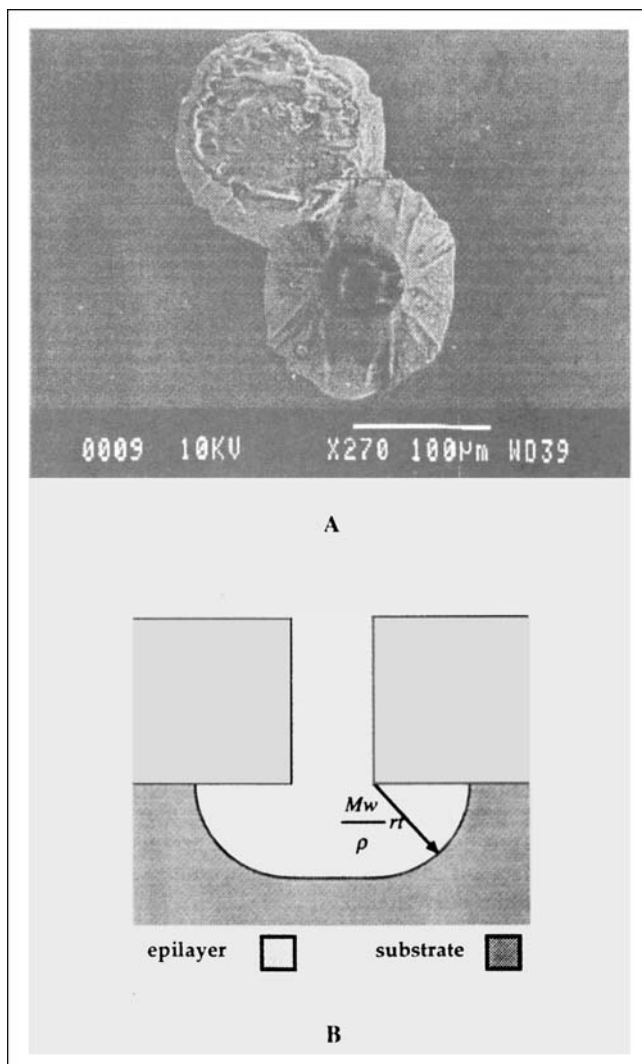 0009 10KV X270 100µm WD39
A
Mw
ρ rt
epilayer substrate
B